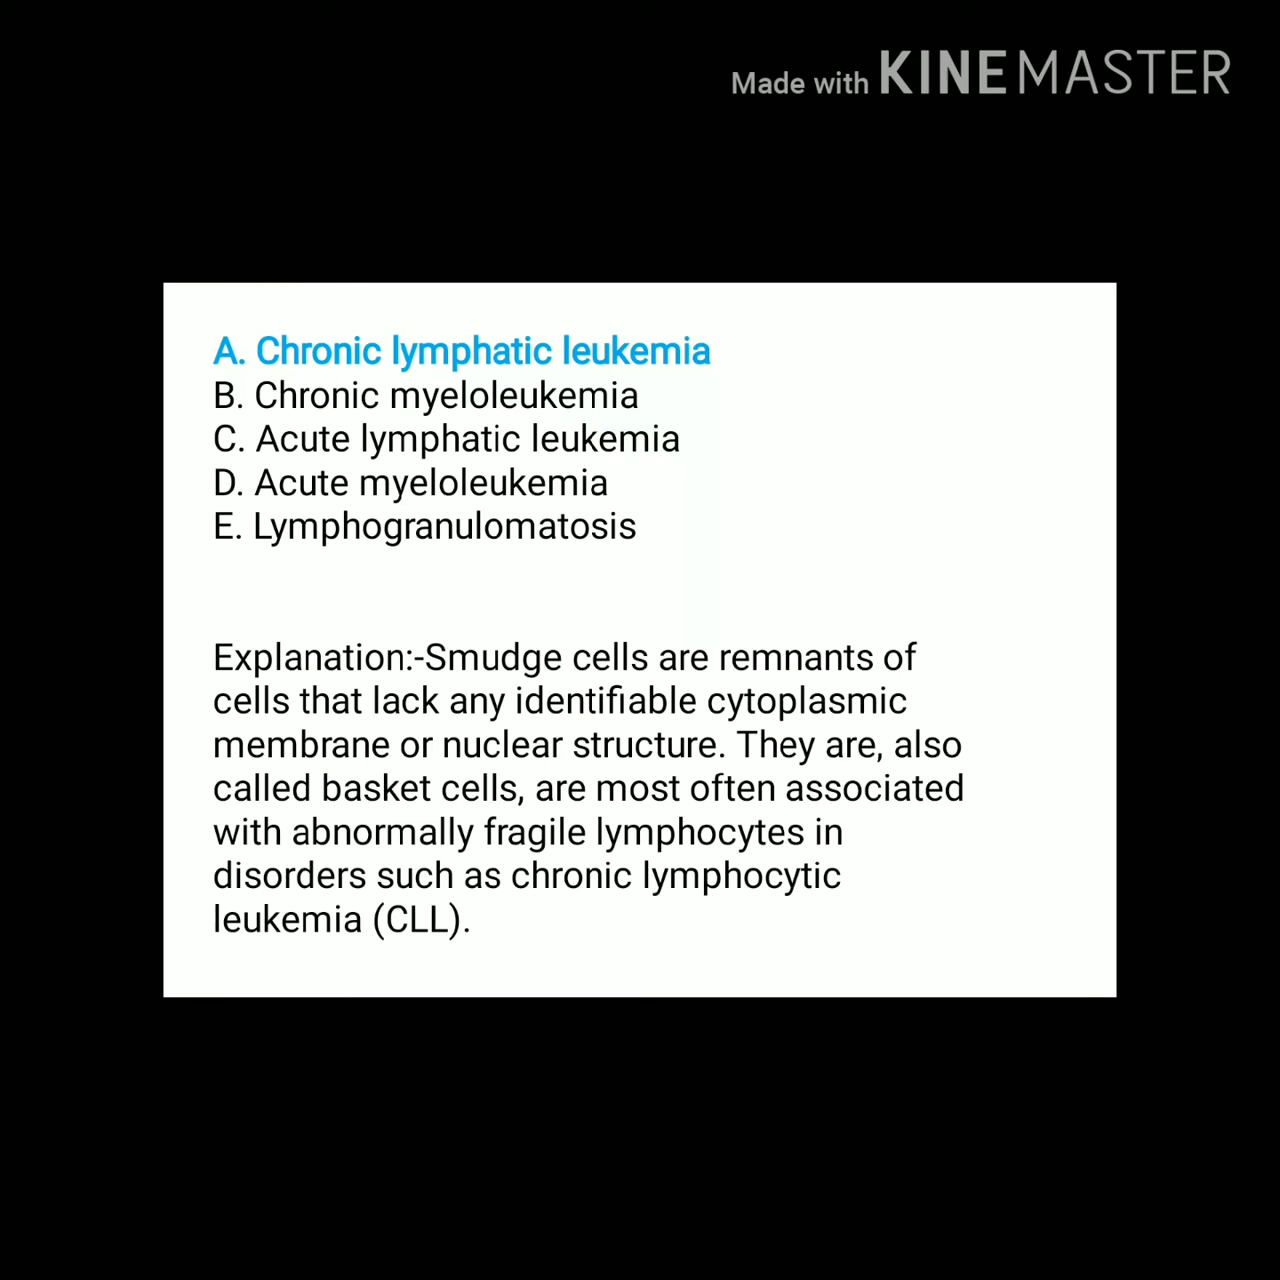 Made with KINEMASTER
A. Chronic lymphatic leukemia
B. Chronic myeloleukemia
C. Acute lymphatic leukemia
D. Acute myeloleukemia
E. Lymphogranulomatosis
Explanation:-Smudge cells are remnants of
cells that lack any identifiable cytoplasmic
membrane or nuclear structure. They are, also
called basket cells, are most often associated
with abnormally fragile lymphocytes in
disorders such as chronic lymphocytic
leukemia (CLL).